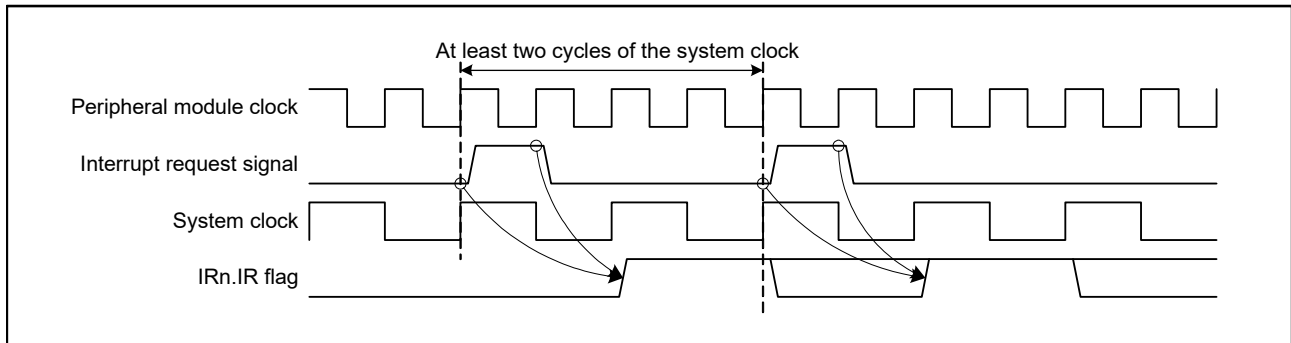 At least two cycles of the system clock
Peripheral module clock
Interrupt request signal
System clock
IRn.IR flag